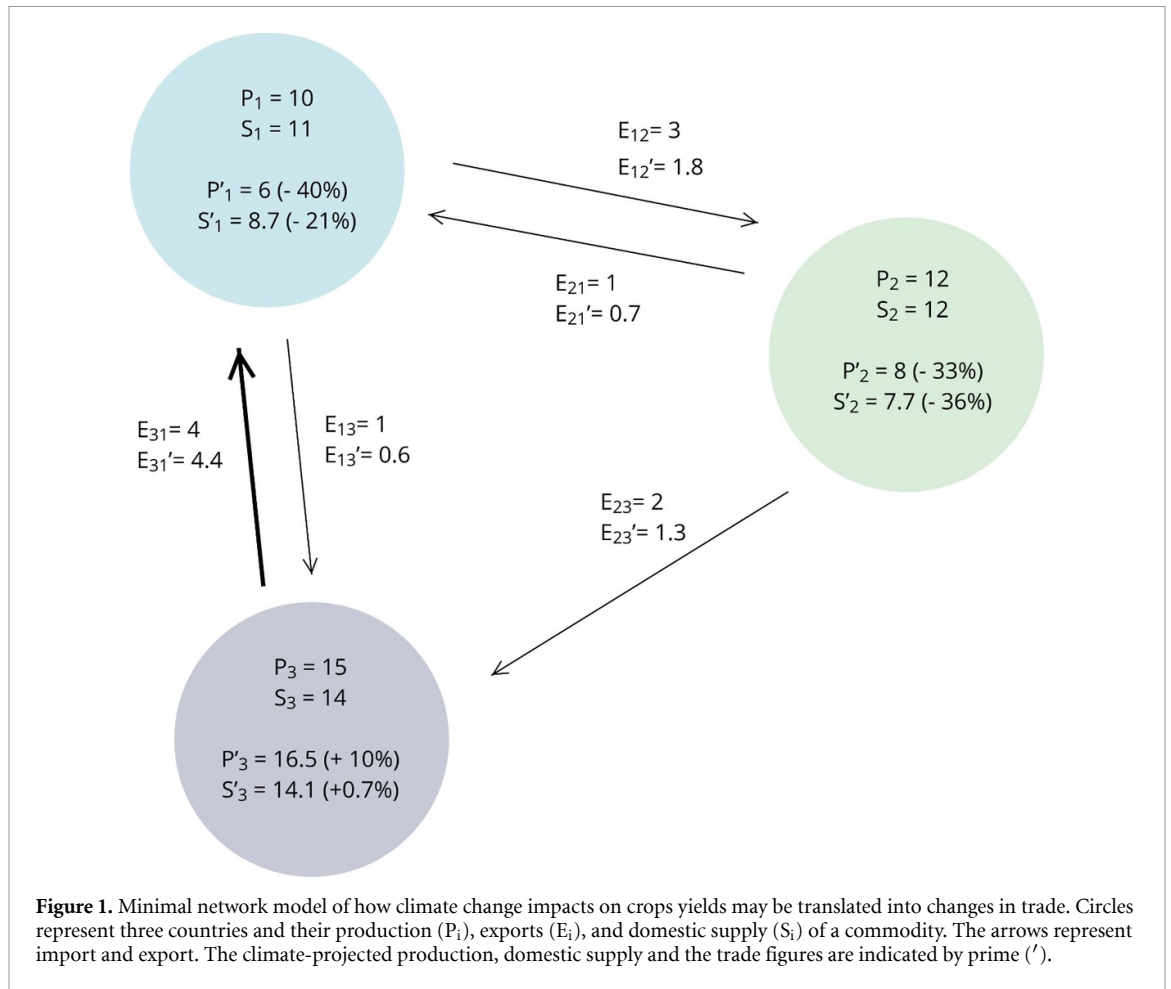 P₁ = 10
S₁ = 11
P'₁ = 6 (- 40%)
S'₁ = 8.7 (- 21%)
E₁₂= 3
E₁₂'= 1.8
E₂₁= 1
E₂₁'= 0.7
P₂ = 12
S₂ = 12
P'₂ = 8 (- 33%)
S'₂ = 7.7 (- 36%)
E₃₁= 4
E₃₁'= 4.4
E₁₃= 1
E₁₃'= 0.6
E₂₃= 2
E₂₃'= 1.3
P₃ = 15
S₃ = 14
P'₃ = 16.5 (+ 10%)
S'₃ = 14.1 (+0.7%)
Figure 1. Minimal network model of how climate change impacts on crops yields may be translated into changes in trade. Circles
represent three countries and their production (Pᵢ), exports (Eᵢ), and domestic supply (Sᵢ) of a commodity. The arrows represent
import and export. The climate-projected production, domestic supply and the trade figures are indicated by prime (′).